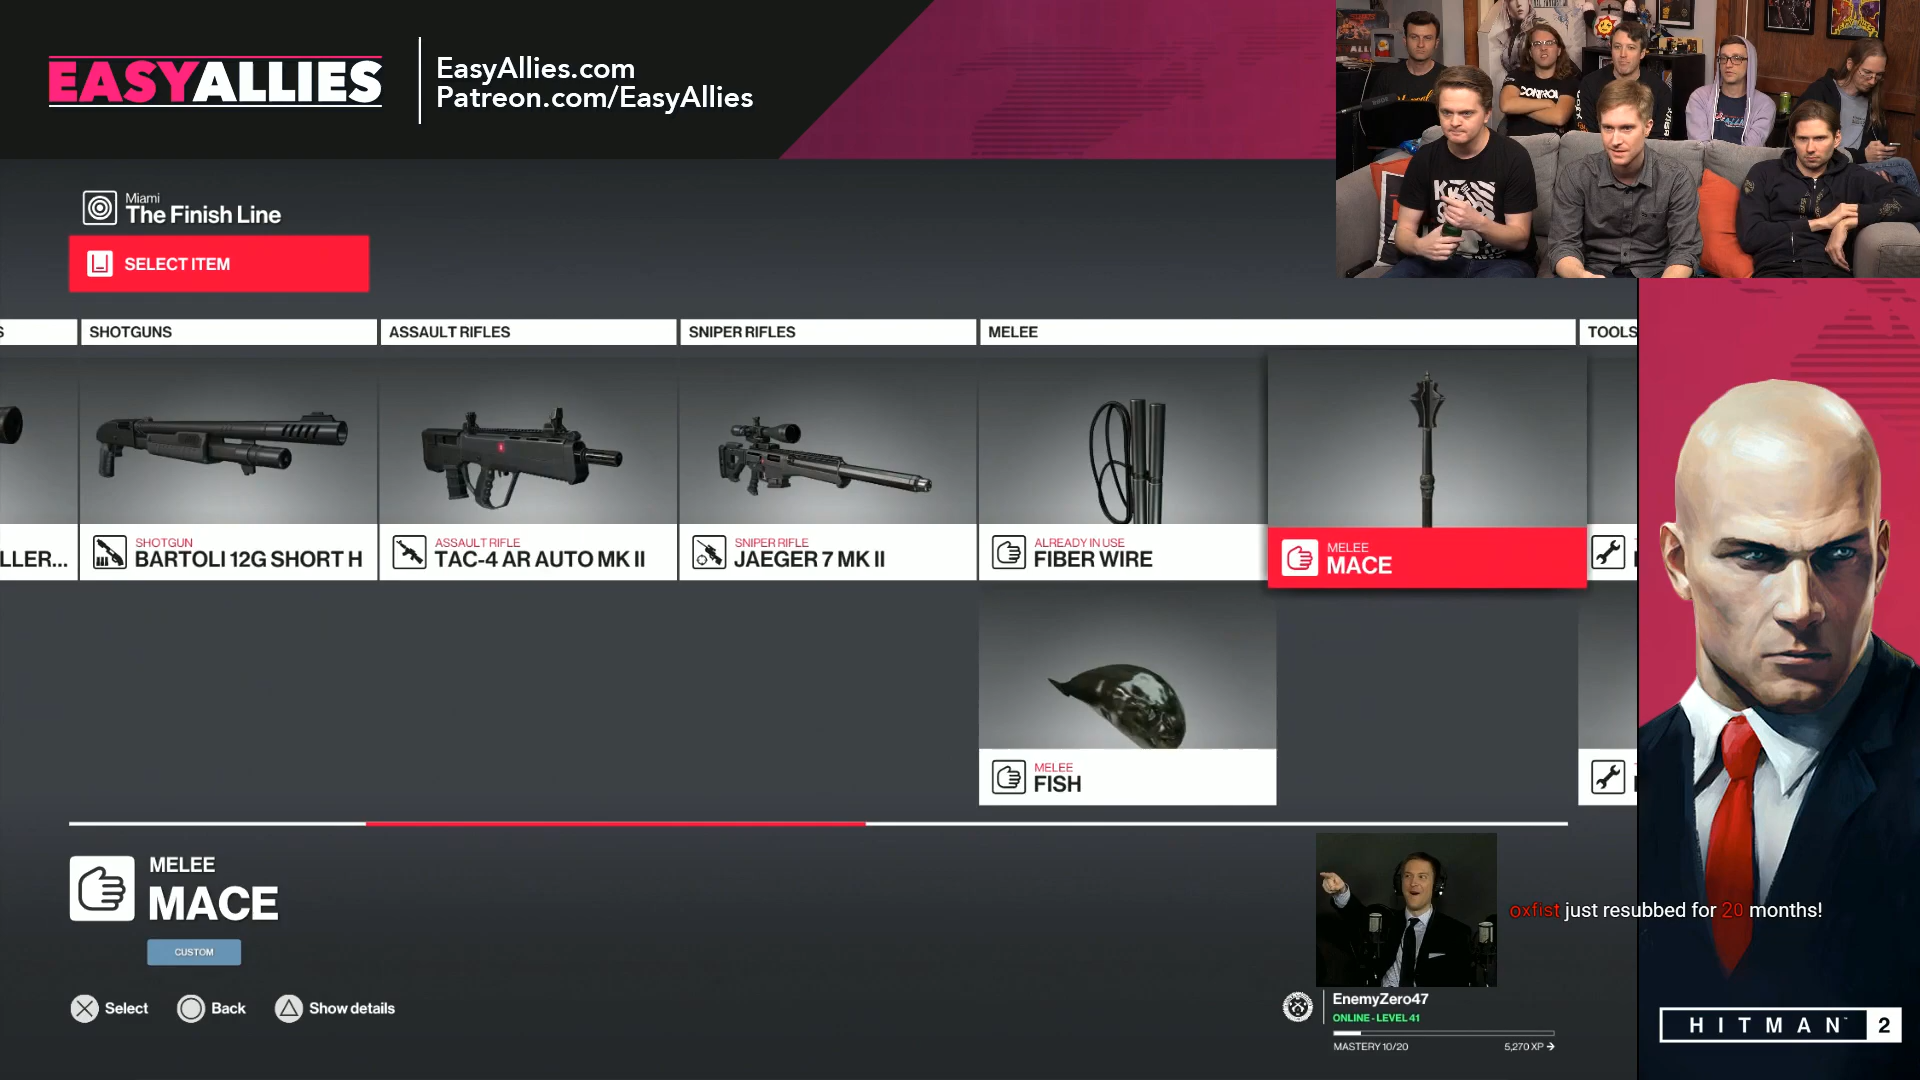 EASYALLIES
EasyAllies.com
Patreon.com/EasyAllies
CONTROL
Miami
The Finish Line
SELECT ITEM
S
SHOTGUNS
ASSAULT RIFLES
SNIPER RIFLES
MELEE
TOOLS
LLER...
SHOTGUN
BARTOLI 12G SHORT H
ASSAULT RIFLE
TAC-4 AR AUTO MK II
SNIPER RIFLE
JAEGER 7 MK II
ALREADY IN USE
FIBER WIRE
MELEE
MACE
MELEE
FISH
MELEE
MACE
CUSTOM
oxfist just resubbed for 20 months!
Select
Back
Show details
EnemyZero47
ONLINE - LEVEL 41
MASTERY 10/20
5,270 XP
HITMAN™ 2